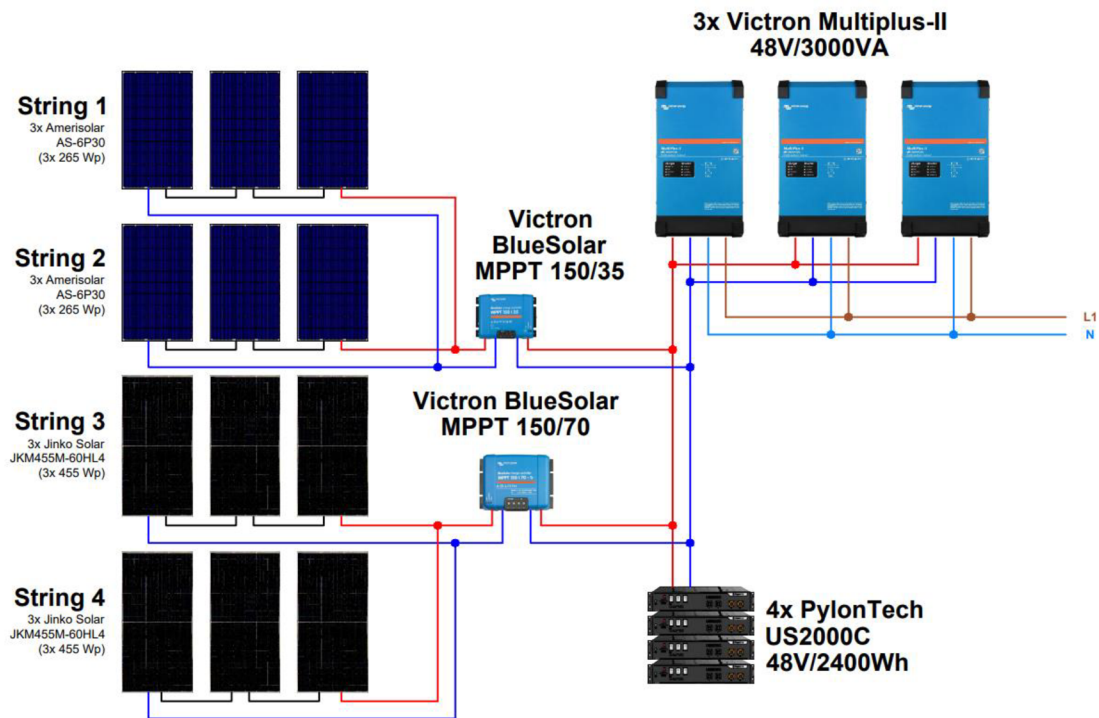 3x Victron Multiplus-II
48V/3000VA
String 1
3x Amerisolar
AS-6P30
(3x 265 Wp)
String 2
3x Amerisolar
AS-6P30
(3x 265 Wp)
Victron
BlueSolar
MPPT 150/35
L1
N
String 3
3x Jinko Solar
JKM455M-60HL4
(3x 455 Wp)
Victron BlueSolar
MPPT 150/70
String 4
3x Jinko Solar
JKM455M-60HL4
(3x 455 Wp)
4x PylonTech
US2000C
48V/2400Wh